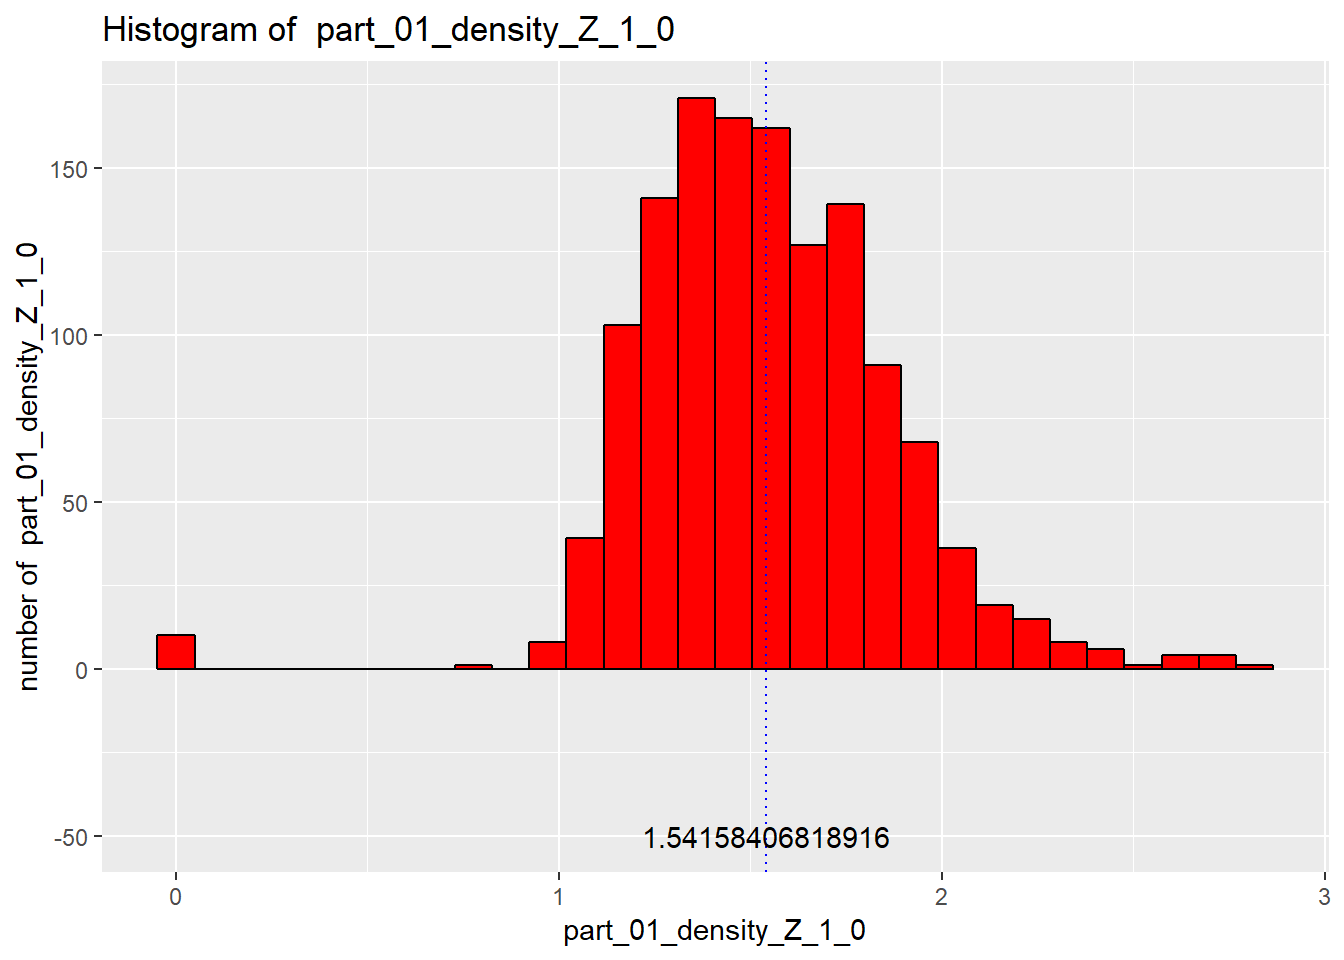 Histogram of  part_01_density_Z_1_0
number of  part_01_density_Z_1_0
150
100
50
0
-50
1.54158406818916
0 1 2 3
part_01_density_Z_1_0